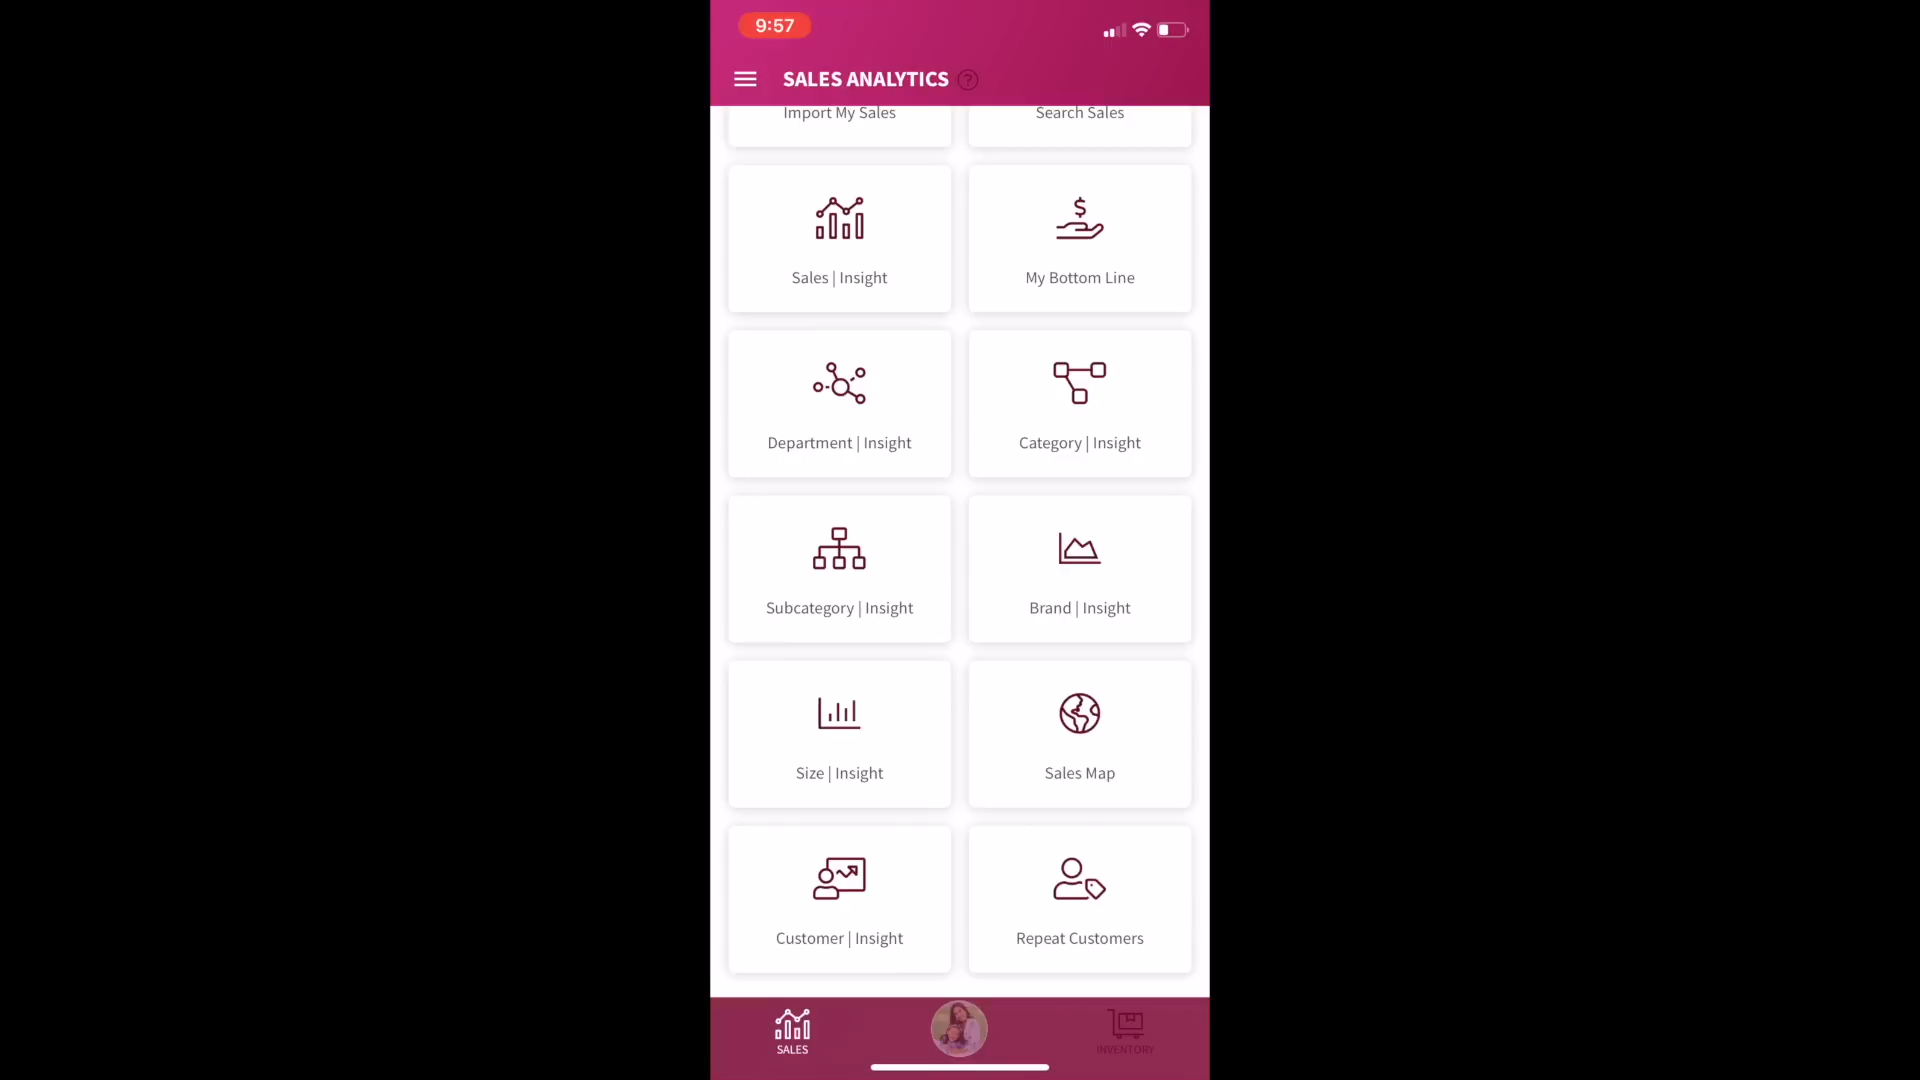 9:57
SALES ANALYTICS ?
Import My Sales
Search Sales
Sales | Insight
My Bottom Line
Department | Insight
Category | Insight
Subcategory | Insight
Brand | Insight
Size | Insight
Sales Map
Customer | Insight
Repeat Customers
SALES
INVENTORY